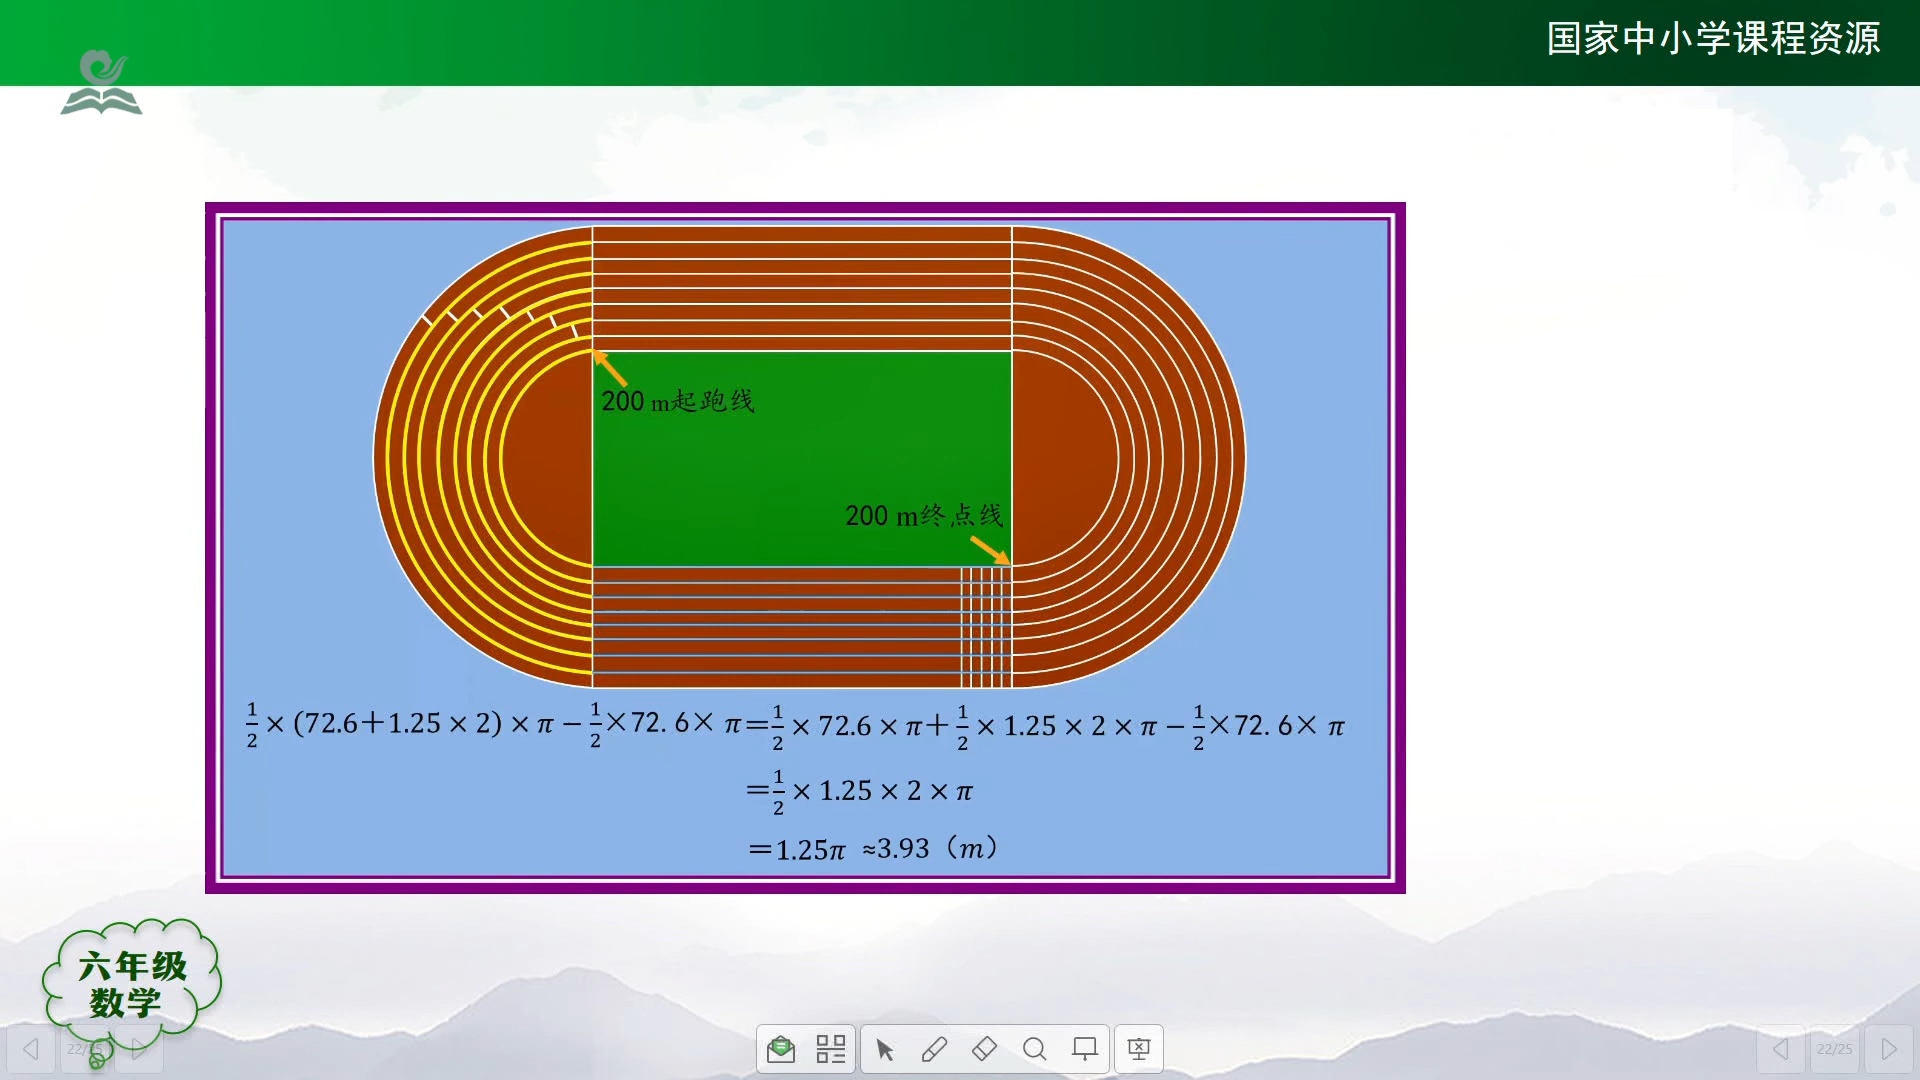 国家中小学课程资源
200 m起跑线
200 m终点线
½×(72.6+1.25×2)×π−½×72.6×π=½×72.6×π+½×1.25×2×π−½×72.6×π
=½×1.25×2×π
=1.25π ≈3.93（m）
六年级
数学
22/25
22/25